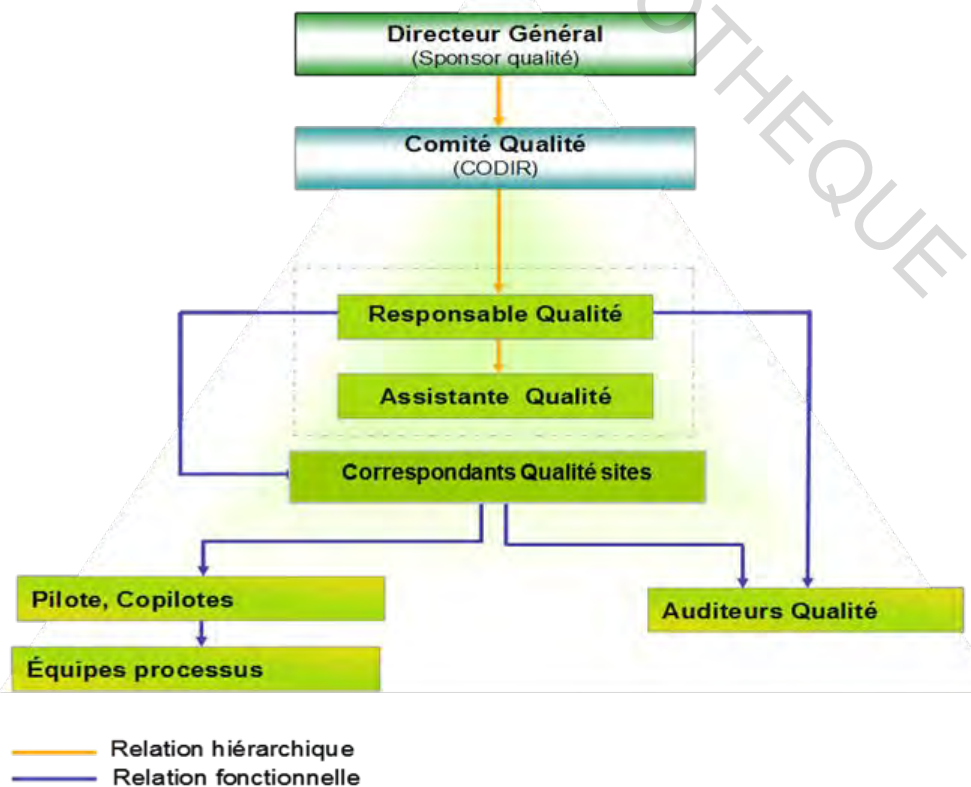 Directeur Général
(Sponsor qualité)
OTHEQUE
Comité Qualité
(CODIR)
Responsable Qualité
Assistante Qualité
Correspondants Qualité sites
Pilote, Copilotes
Auditeurs Qualité
Équipes processus
Relation hiérarchique
Relation fonctionnelle